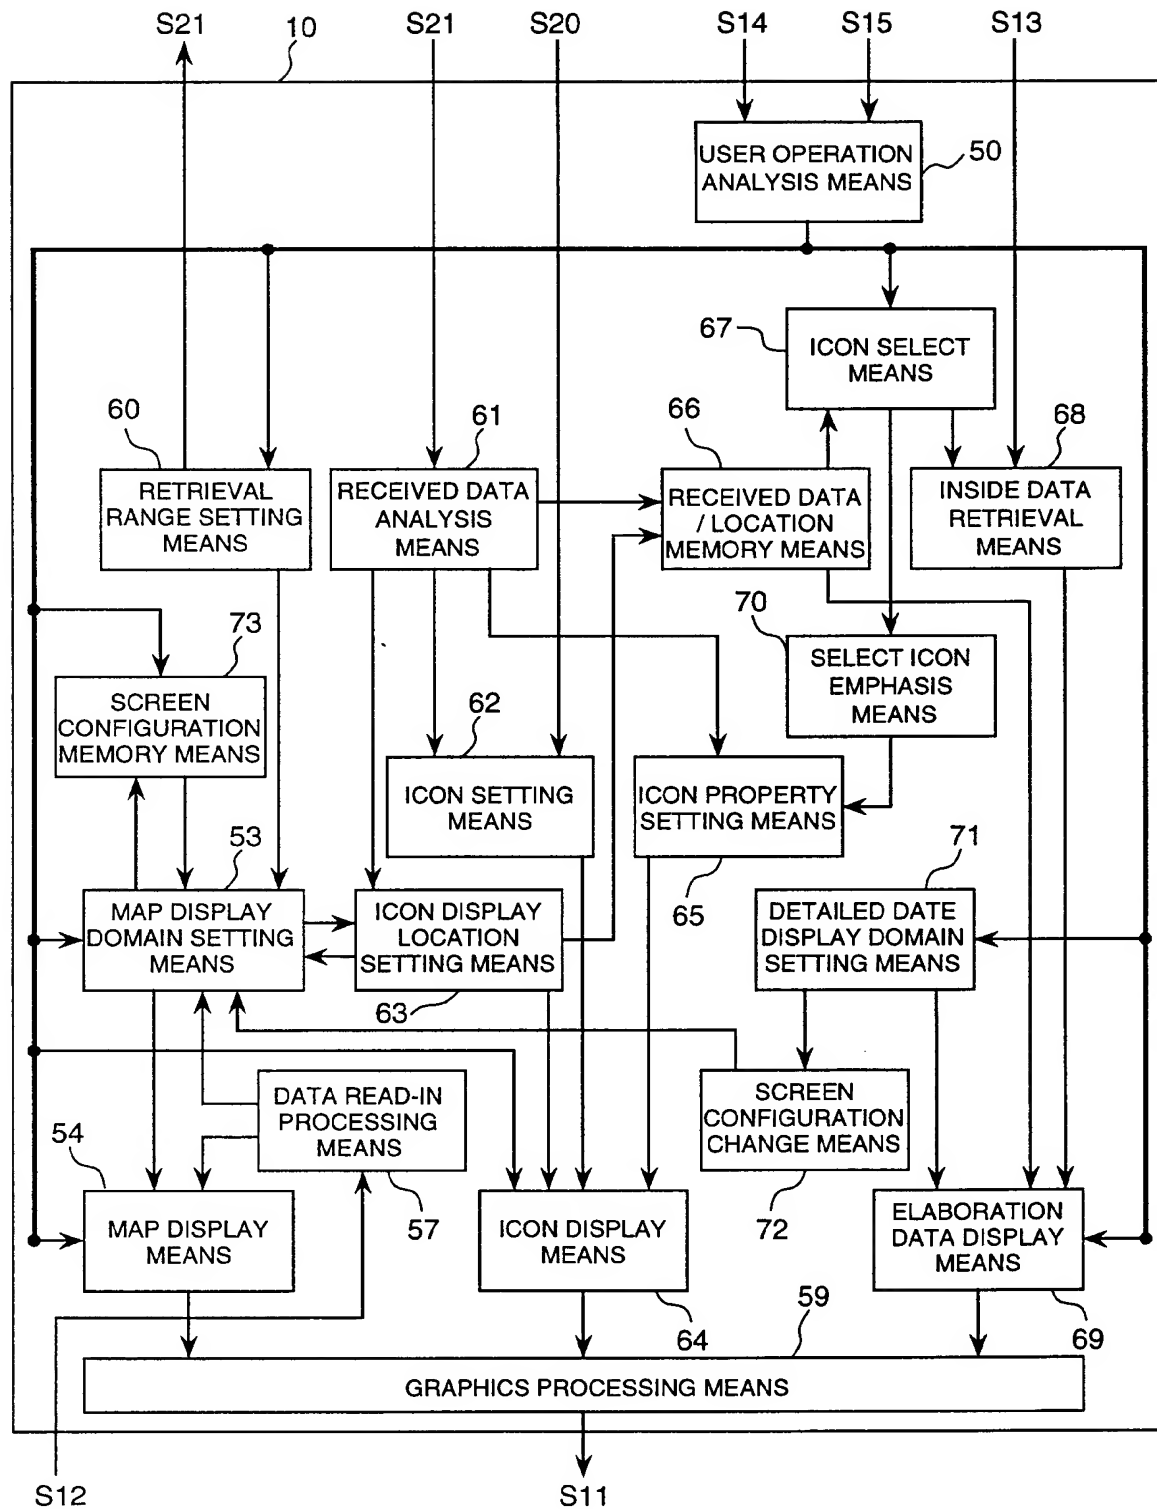 S21
10
S21
S20
S14
S15
S13
USER OPERATION
ANALYSIS MEANS
50
67
ICON SELECT
MEANS
60
61
66
68
RETRIEVAL
RANGE SETTING
MEANS
RECEIVED DATA
ANALYSIS
MEANS
RECEIVED DATA
/ LOCATION
MEMORY MEANS
INSIDE DATA
RETRIEVAL
MEANS
73
70
SCREEN
CONFIGURATION
MEMORY MEANS
62
SELECT ICON
EMPHASIS
MEANS
ICON SETTING
MEANS
ICON PROPERTY
SETTING MEANS
53
65
71
MAP DISPLAY
DOMAIN SETTING
MEANS
ICON DISPLAY
LOCATION
SETTING MEANS
DETAILED DATE
DISPLAY DOMAIN
SETTING MEANS
63
54
DATA READ-IN
PROCESSING
MEANS
SCREEN
CONFIGURATION
CHANGE MEANS
57
72
MAP DISPLAY
MEANS
ICON DISPLAY
MEANS
ELABORATION
DATA DISPLAY
MEANS
59
64
69
GRAPHICS PROCESSING MEANS
S12
S11